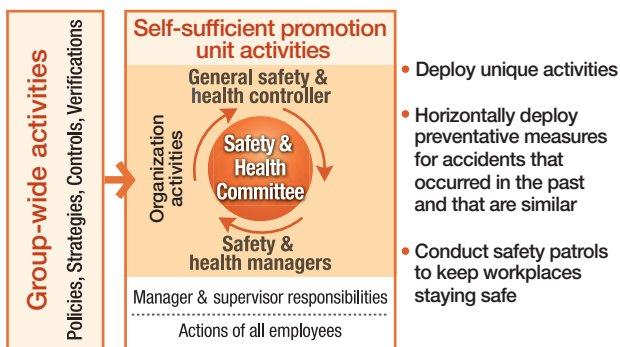 Group-wide activities
Policies, Strategies, Controls, Verifications
Self-sufficient promotion
unit activities
General safety &
health controller
Organization
activities
Safety &
Health
Committee
Safety &
health managers
Manager & supervisor responsibilities
Actions of all employees
• Deploy unique activities
• Horizontally deploy
preventative measures
for accidents that
occurred in the past
and that are similar
• Conduct safety patrols
to keep workplaces
staying safe